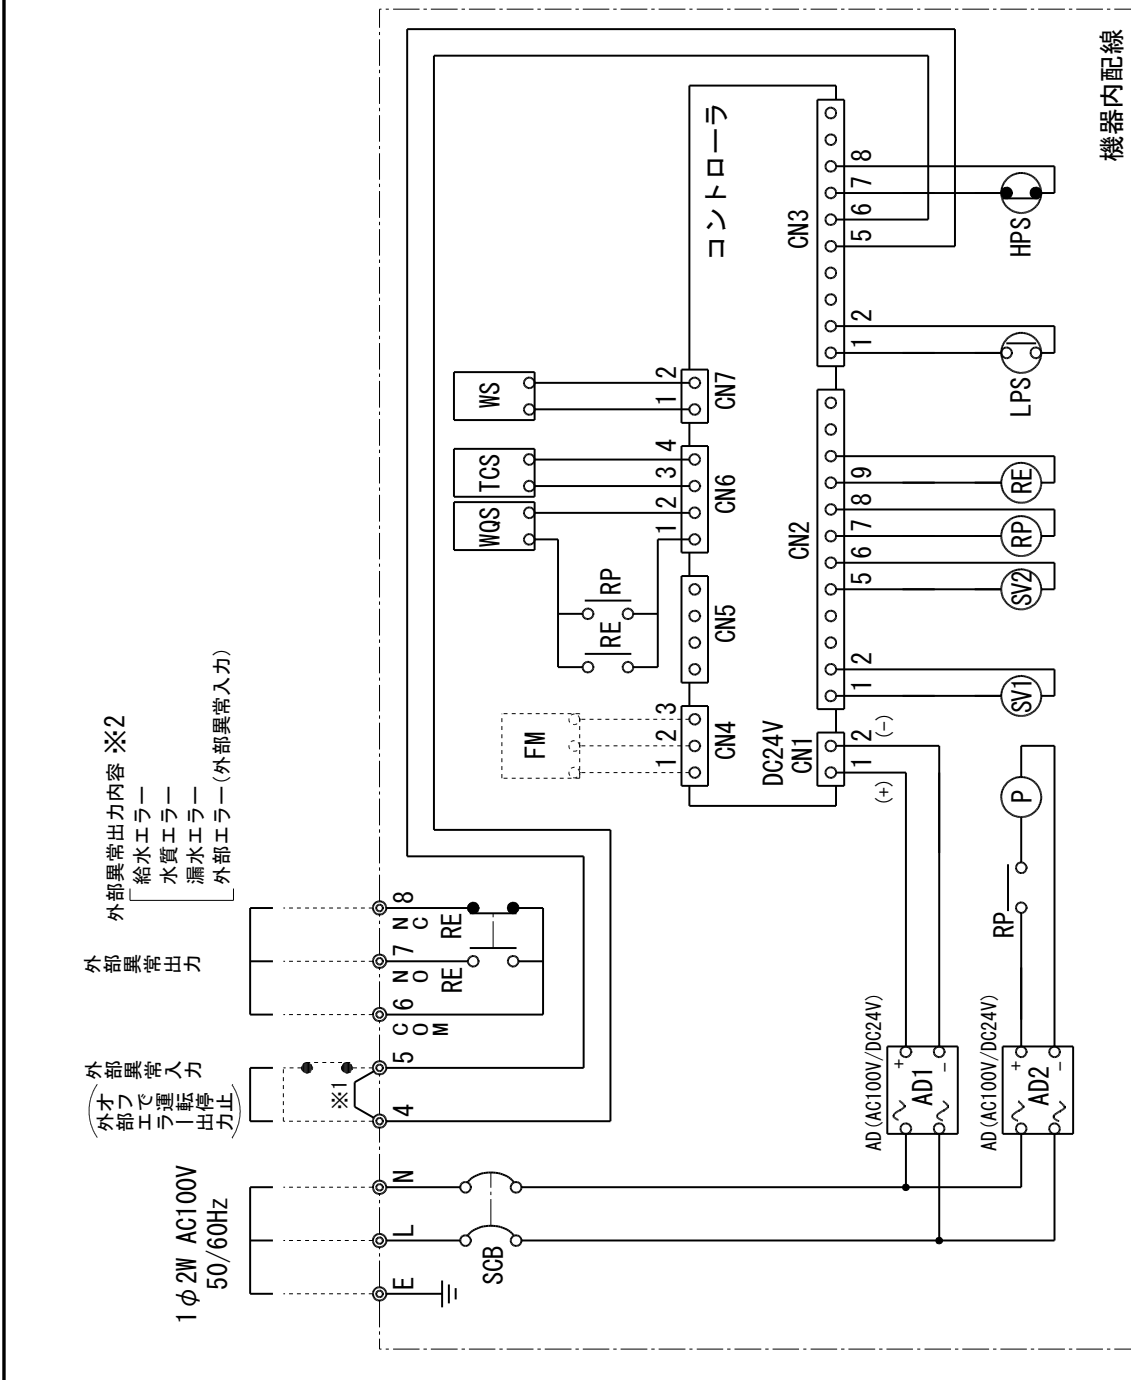 1φ2W AC100V
50/60Hz
E
L
N
SCB
外部異常入力
(オフで運転停止
外部エラー出力)
※1
4
5
外部異常出力
6
COM
7
NO
8
NC
RE
RE
外部異常出力内容 ※2
給水エラー
水質エラー
漏水エラー
外部エラー(外部異常入力)
AD(AC100V/DC24V)
AD1
+
-
AD(AC100V/DC24V)
AD2
+
-
RP
P
FM
1
2
3
CN4
CN5
RE
RP
WQS
TCS
1
2
3
4
CN6
WS
1
2
CN7
コントローラ
DC24V
CN1
1
2
(+)
(-)
CN2
1
2
5
6
7
8
9
SV1
SV2
RP
RE
CN3
1
2
5
6
7
8
LPS
HPS
機器内配線